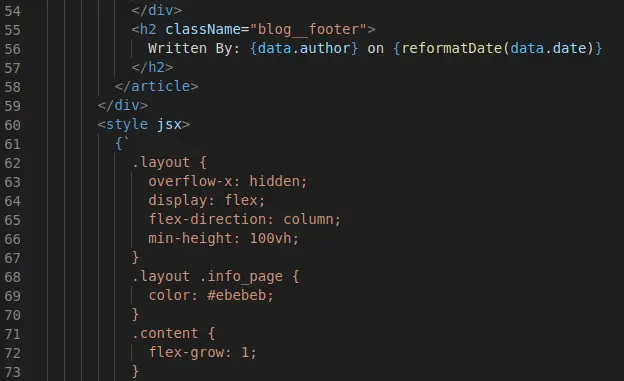 54 </div>
55 <h2 className="blog__footer">
56 Written By: {data.author} on {reformatDate(data.date)}
57 </h2>
58 </article>
59 </div>
60 <style jsx>
61 {`
62 .layout {
63 overflow-x: hidden;
64 display: flex;
65 flex-direction: column;
66 min-height: 100vh;
67 }
68 .layout .info_page {
69 color: #ebebeb;
70 }
71 .content {
72 flex-grow: 1;
73 }